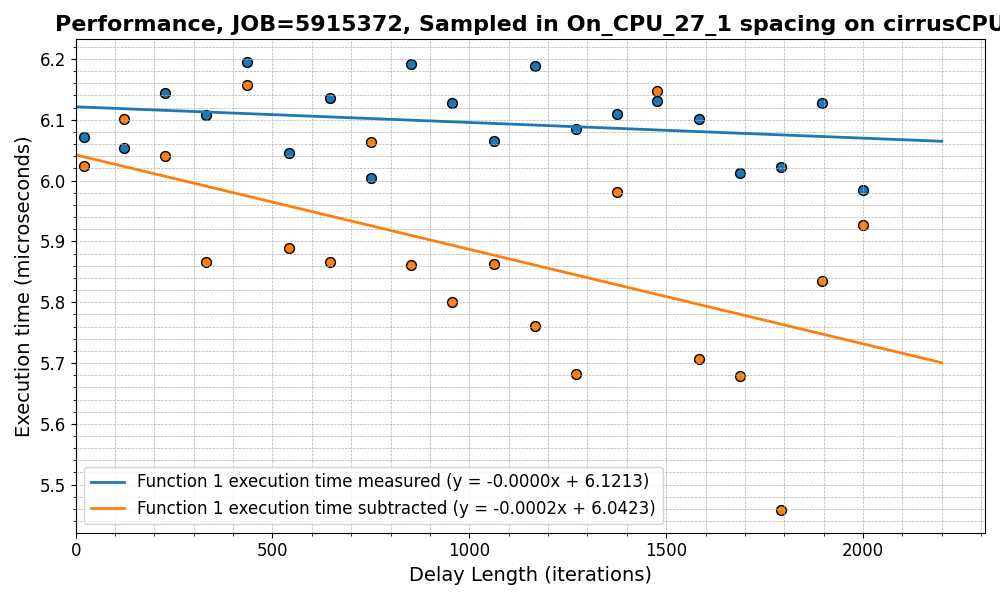 Performance, JOB=5915372, Sampled in On_CPU_27_1 spacing on cirrusCPU
Execution time (microseconds)
6.2
6.1
6.0
5.9
5.8
5.7
5.6
5.5
Function 1 execution time measured (y = -0.0000x + 6.1213)
Function 1 execution time subtracted (y = -0.0002x + 6.0423)
0 500 1000 1500 2000
Delay Length (iterations)